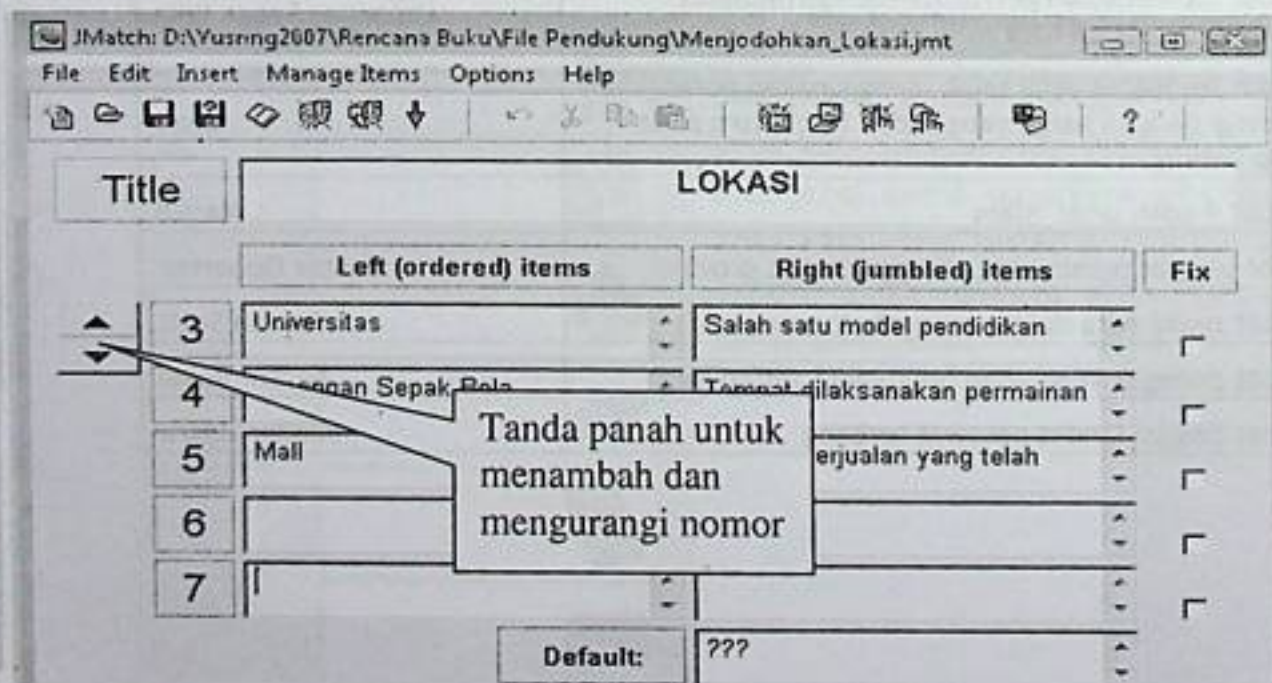 JMatch: D:\Yusring2007\Rencana Buku\File Pendukung\Menjodohkan_Lokasi.jmt
File Edit Insert Manage Items Options Help
?
Title LOKASI
Left (ordered) items Right (jumbled) items Fix
3 Universitas Salah satu model pendidikan
4 Sepak Bola Tempat dilaksanakan permainan
5 Mall erjualan yang telah
6
7
Tanda panah untuk
menambah dan
mengurangi nomor
Default: ???